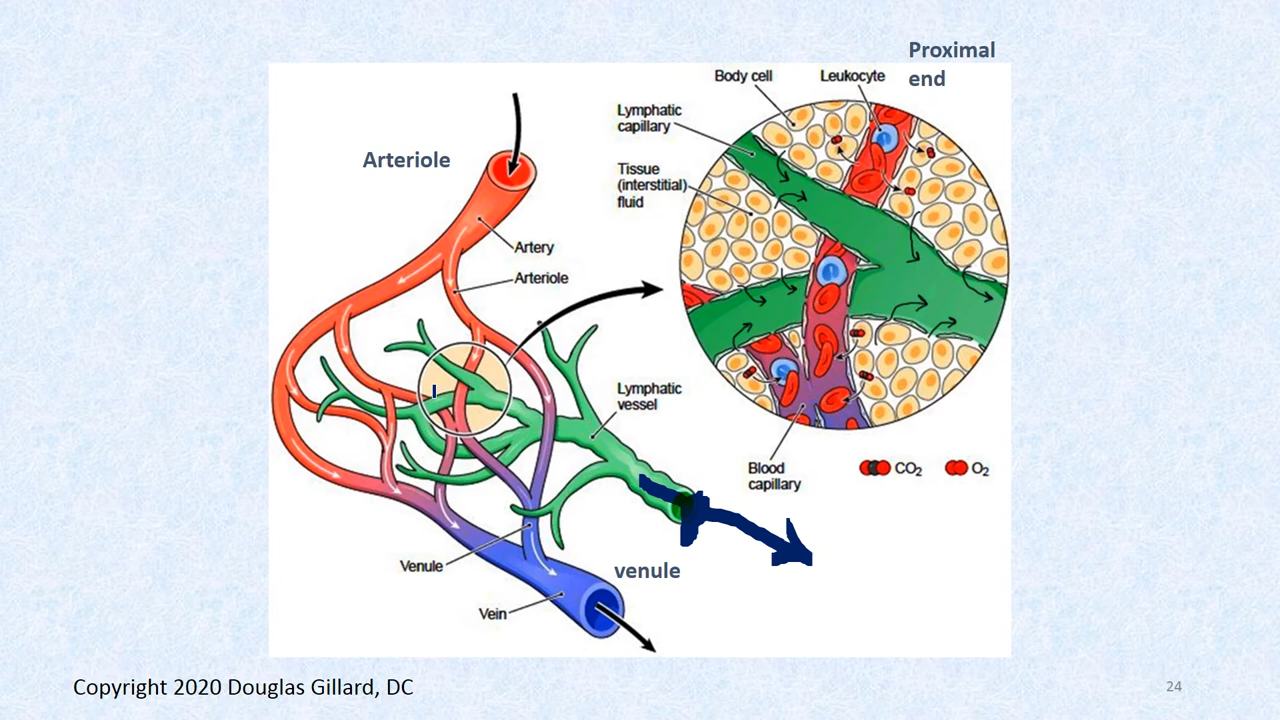 Proximal
end
Body cell
Leukocyte
Lymphatic
capillary
Arteriole
Tissue
(interstitial)
fluid
Artery
Arteriole
Lymphatic
vessel
Blood
capillary
CO2
O2
Venule
venule
Vein
Copyright 2020 Douglas Gillard, DC
24